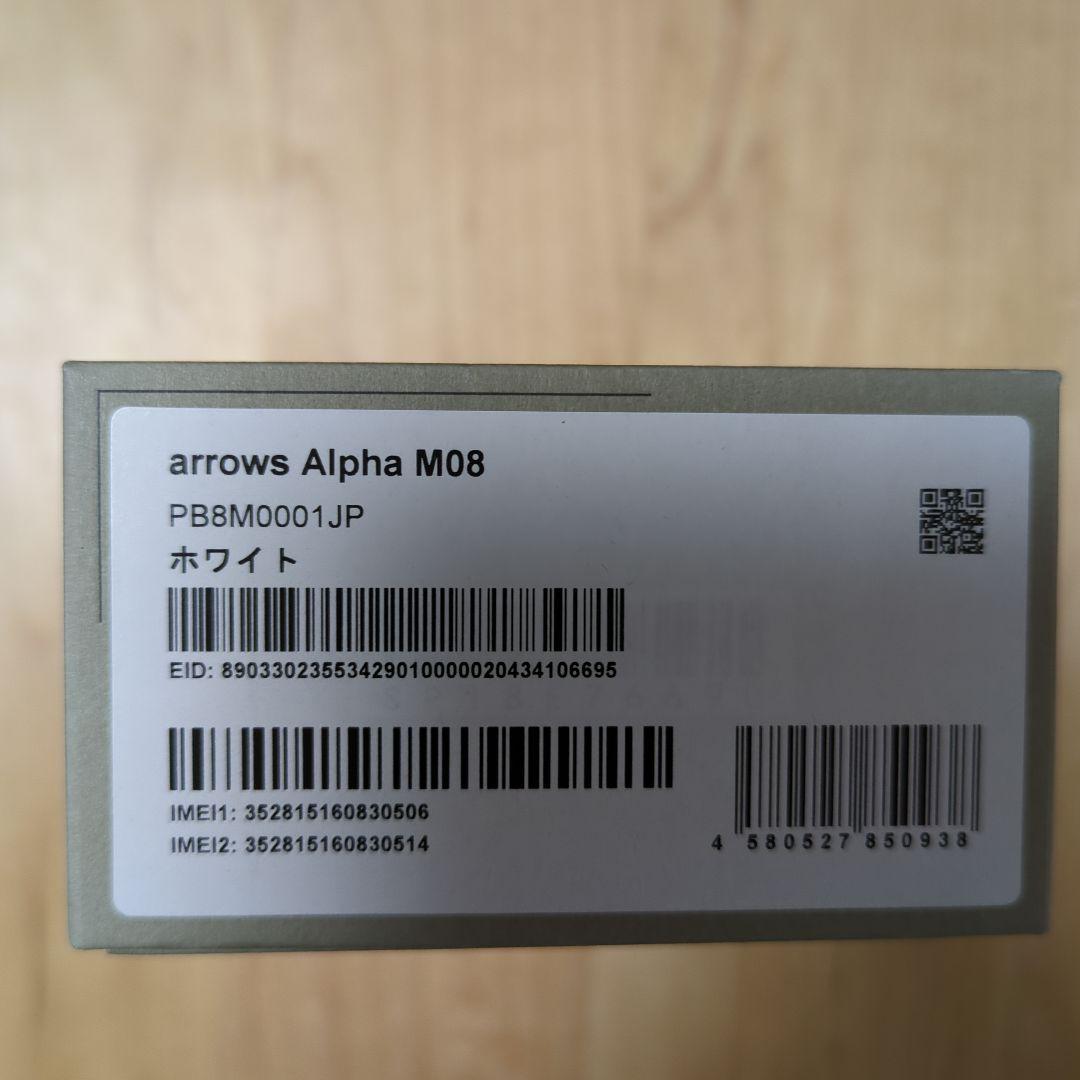 arrows Alpha M08
PB8M0001JP
ホワイト
EID: 89033023553429010000020434106695
IMEI1: 352815160830506
IMEI2: 352815160830514
4 580527 850938